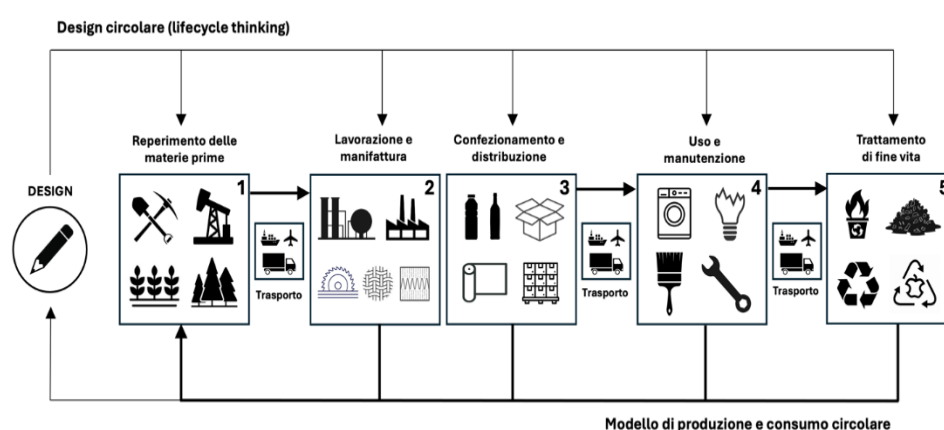 Design circolare (lifecycle thinking)
Reperimento delle
materie prime
Lavorazione e
manifattura
Confezionamento e
distribuzione
Uso e
manutenzione
Trattamento
di fine vita
DESIGN
1
2
3
4
5
Trasporto
Trasporto
Trasporto
Modello di produzione e consumo circolare